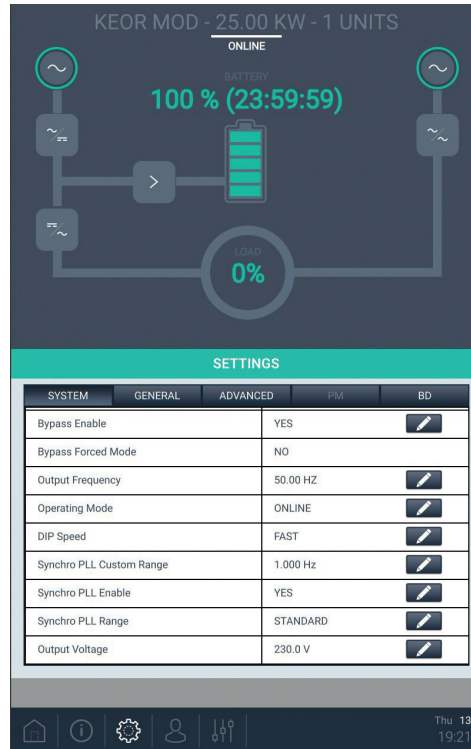 KEOR MOD - 25.00 KW - 1 UNITS
ONLINE
BATTERY
100 % (23:59:59)
LOAD
0%
SETTINGS
SYSTEM GENERAL ADVANCED PM BD
Bypass Enable YES
Bypass Forced Mode NO
Output Frequency 50.00 HZ
Operating Mode ONLINE
DIP Speed FAST
Synchro PLL Custom Range 1.000 Hz
Synchro PLL Enable YES
Synchro PLL Range STANDARD
Output Voltage 230.0 V
Thu 13
19:21